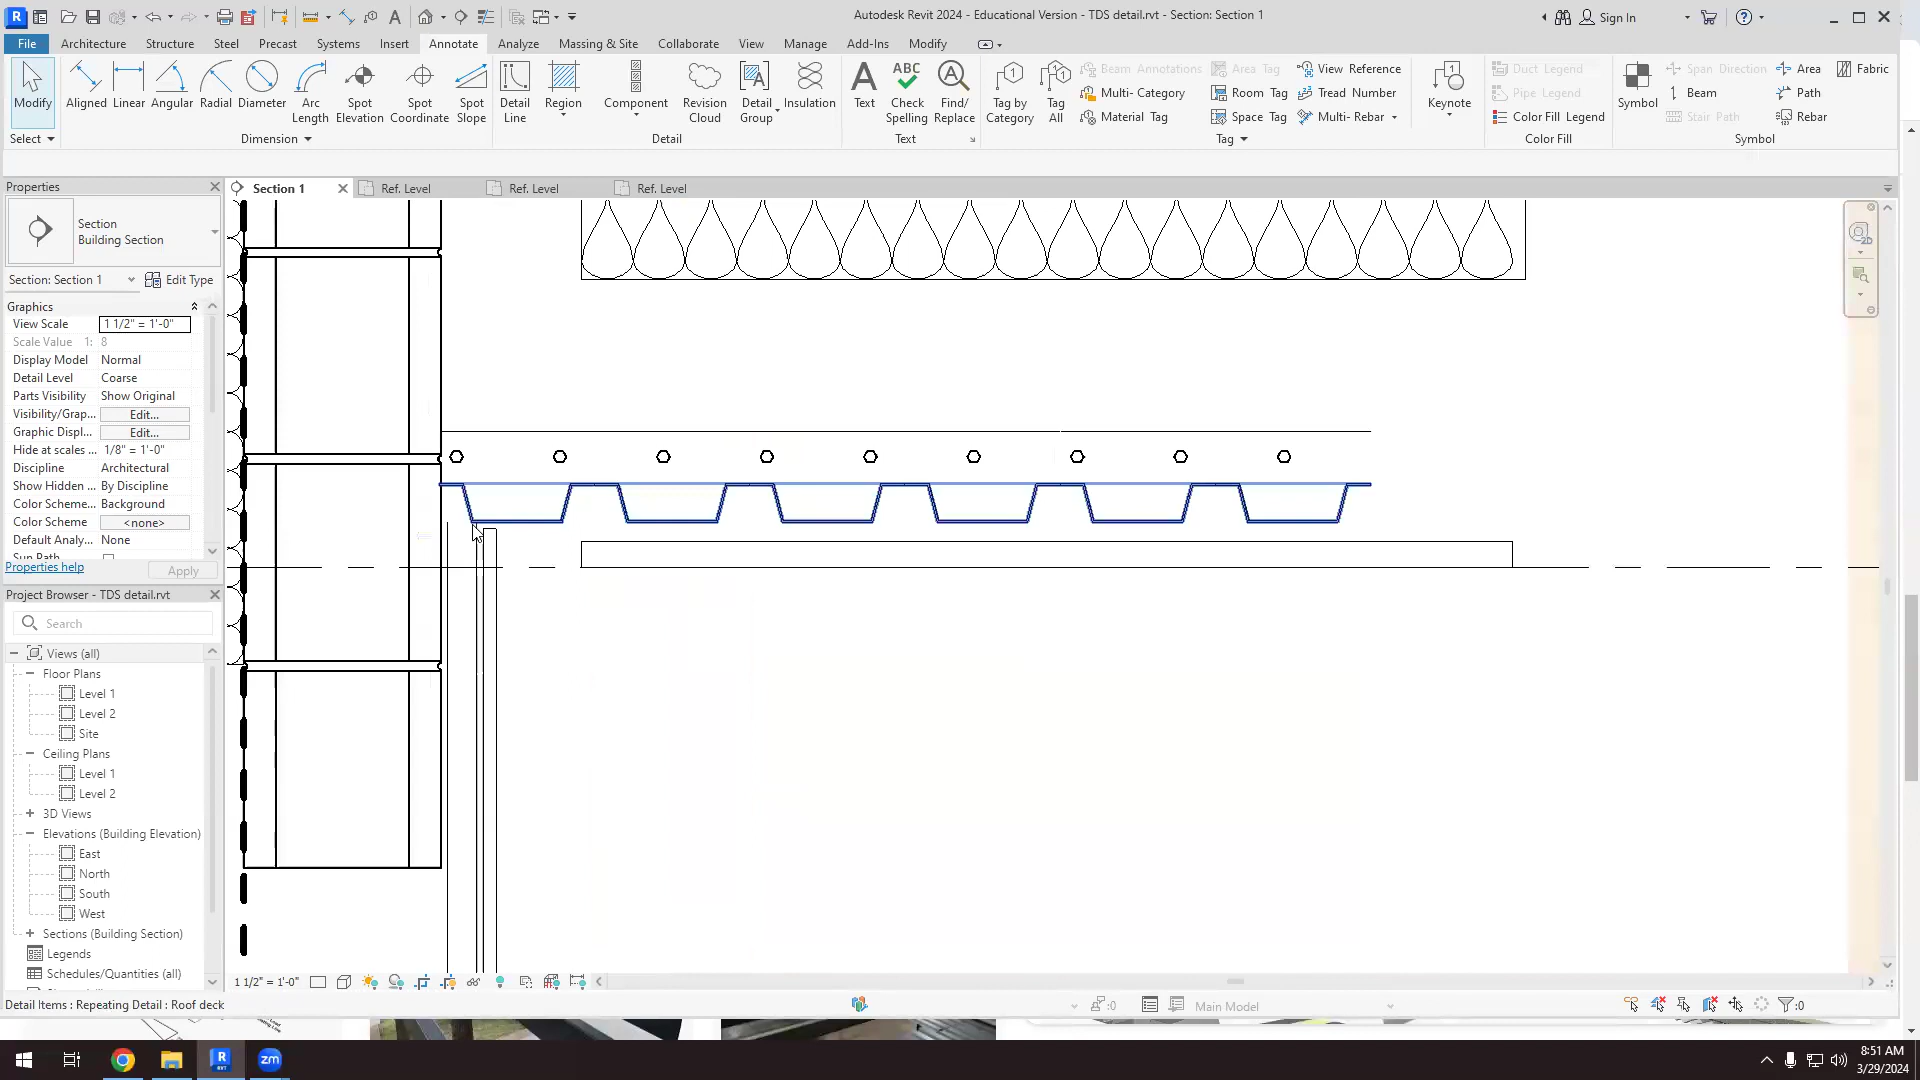 Autodesk Revit 2024 - Educational Version - TDS detail.rvt - Section: Section 1
Sign In
File Architecture Structure Steel Precast Systems Insert Annotate Analyze Massing & Site Collaborate View Manage Add-Ins Modify
Modify
Aligned Linear Angular Radial Diameter Arc Length Spot Elevation Spot Coordinate Spot Slope
Detail Line Region Component Revision Cloud Detail Group Insulation
Text Check Spelling Find/ Replace
Tag by Category Tag All
Beam Annotations Area Tag View Reference
Multi- Category Room Tag Tread Number
Material Tag Space Tag Multi- Rebar
Keynote
Duct Legend
Pipe Legend
Color Fill Legend
Symbol
Span Direction Area Fabric
Beam Path
Stair Path Rebar
Select Dimension Detail Text Tag Color Fill Symbol
Properties
Section 1 Ref. Level Ref. Level Ref. Level
Section
Building Section
Section: Section 1 Edit Type
Graphics
View Scale 1 1/2" = 1'-0"
Scale Value 1: 8
Display Model Normal
Detail Level Coarse
Parts Visibility Show Original
Visibility/Grap... Edit...
Graphic Displ... Edit...
Hide at scales ... 1/8" = 1'-0"
Discipline Architectural
Show Hidden ... By Discipline
Color Scheme... Background
Color Scheme <none>
Default Analy... None
Sun Path
Properties help Apply
Project Browser - TDS detail.rvt
Search
Views (all)
Floor Plans
Level 1
Level 2
Site
Ceiling Plans
Level 1
Level 2
3D Views
Elevations (Building Elevation)
East
North
South
West
Sections (Building Section)
Legends
Schedules/Quantities (all)
1 1/2" = 1'-0"
Detail Items : Repeating Detail : Roof deck
:0
Main Model
:0
8:51 AM
3/29/2024